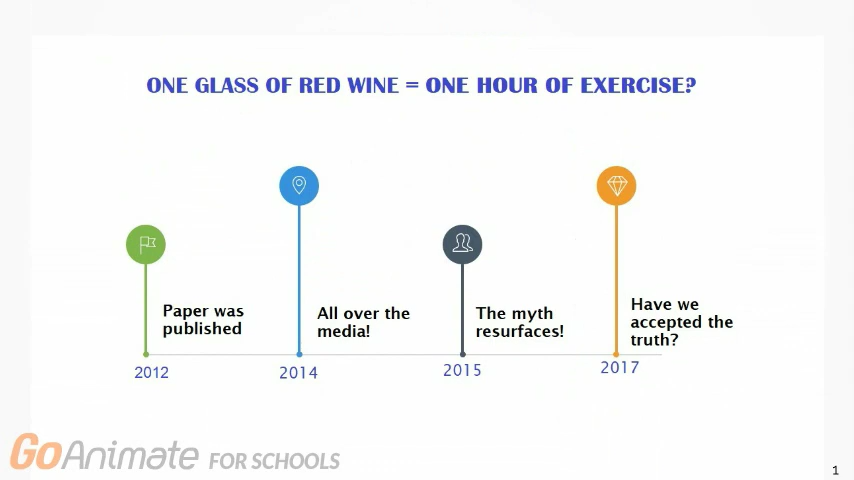 ONE GLASS OF RED WINE = ONE HOUR OF EXERCISE?
Paper was
published
All over the
media!
The myth
resurfaces!
Have we
accepted the
truth?
2012
2014
2015
2017
GoAnimate FOR SCHOOLS
1